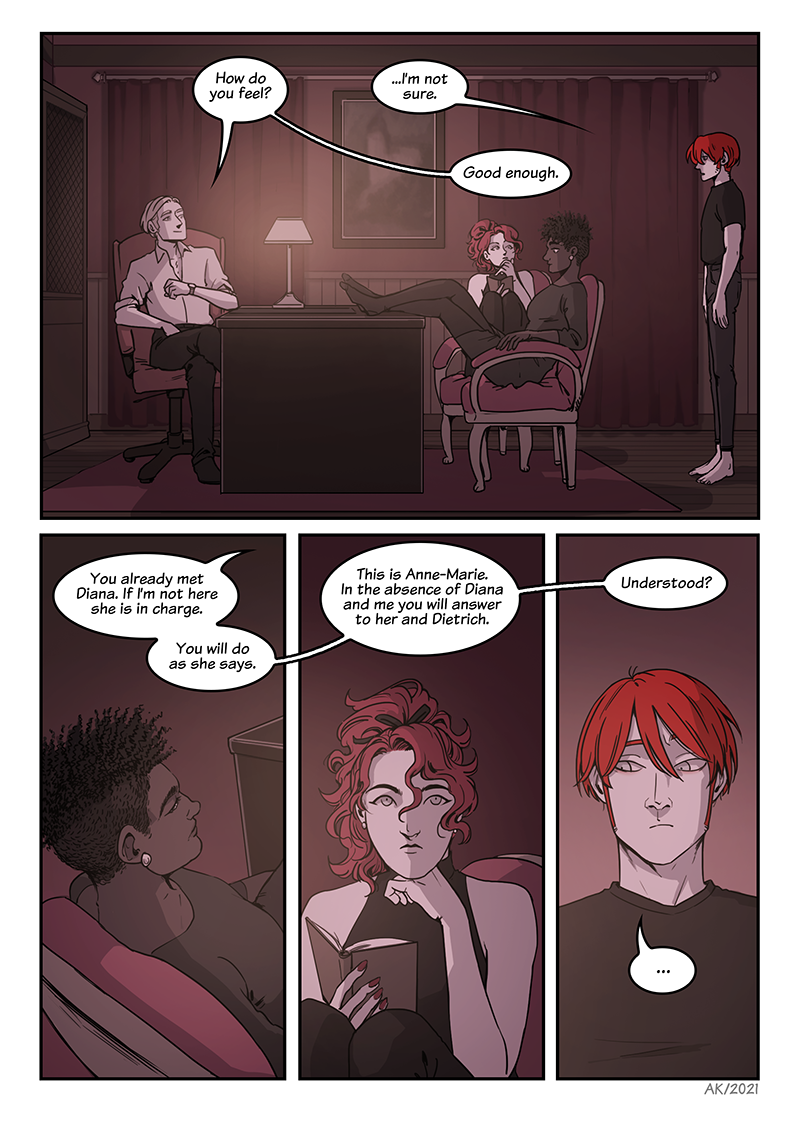 How do
you feel?
...I'm not
sure.
Good enough.
You already met
Diana. If I'm not here
she is in charge.
You will do
as she says.
This is Anne-Marie.
In the absence of Diana
and me you will answer
to her and Dietrich.
Understood?
...
AK/2021